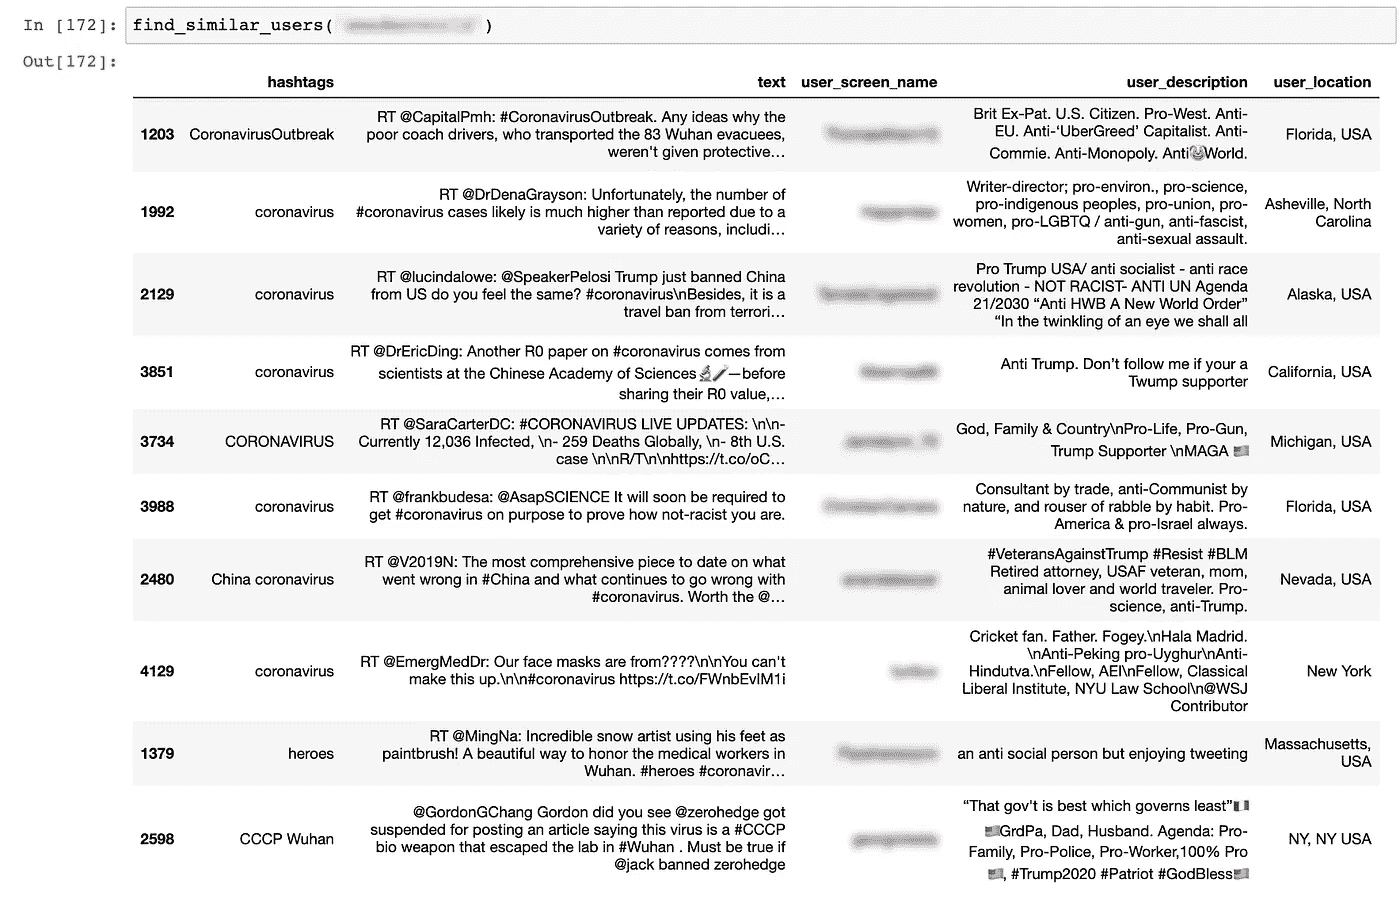 In [172]: find_similar_users( )
Out[172]:
hashtags text user_screen_name user_description user_location
1203 CoronavirusOutbreak
RT @CapitalPmh: #CoronavirusOutbreak. Any ideas why the
poor coach drivers, who transported the 83 Wuhan evacuees,
weren't given protective…
Brit Ex-Pat. U.S. Citizen. Pro-West. Anti-
EU. Anti-‘UberGreed’ Capitalist. Anti-
Commie. Anti-Monopoly. Anti🤡World.
Florida, USA
1992 coronavirus
RT @DrDenaGrayson: Unfortunately, the number of
#coronavirus cases likely is much higher than reported due to a
variety of reasons, includi…
Writer-director; pro-environ., pro-science,
pro-indigenous peoples, pro-union, pro-
women, pro-LGBTQ / anti-gun, anti-fascist,
anti-sexual assault.
Asheville, North
Carolina
2129 coronavirus
RT @lucindalowe: @SpeakerPelosi Trump just banned China
from US do you feel the same? #coronavirus\nBesides, it is a
travel ban from terrori…
Pro Trump USA/ anti socialist - anti race
revolution - NOT RACIST- ANTI UN Agenda
21/2030 “Anti HWB A New World Order”
“In the twinkling of an eye we shall all
Alaska, USA
3851 coronavirus
RT @DrEricDing: Another R0 paper on #coronavirus comes from
scientists at the Chinese Academy of Sciences🔬🧪—before
sharing their R0 value,…
Anti Trump. Don’t follow me if your a
Twump supporter
California, USA
3734 CORONAVIRUS
RT @SaraCarterDC: #CORONAVIRUS LIVE UPDATES: \n\n-
Currently 12,036 Infected, \n- 259 Deaths Globally, \n- 8th U.S.
case \n\nR/T\n\nhttps://t.co/oC…
God, Family & Country\nPro-Life, Pro-Gun,
Trump Supporter \nMAGA 🇺🇸
Michigan, USA
3988 coronavirus
RT @frankbudesa: @AsapSCIENCE It will soon be required to
get #coronavirus on purpose to prove how not-racist you are.
Consultant by trade, anti-Communist by
nature, and rouser of rabble by habit. Pro-
America & pro-Israel always.
Florida, USA
2480 China coronavirus
RT @V2019N: The most comprehensive piece to date on what
went wrong in #China and what continues to go wrong with
#coronavirus. Worth the @…
#VeteransAgainstTrump #Resist #BLM
Retired attorney, USAF veteran, mom,
animal lover and world traveler. Pro-
science, anti-Trump.
Nevada, USA
4129 coronavirus
RT @EmergMedDr: Our face masks are from????\n\nYou can't
make this up.\n\n#coronavirus https://t.co/FWnbEvlM1i
Cricket fan. Father. Fogey.\nHala Madrid.
\nAnti-Peking pro-Uyghur\nAnti-
Hindutva.\nFellow, AEI\nFellow, Classical
Liberal Institute, NYU Law School\n@WSJ
Contributor
New York
1379 heroes
RT @MingNa: Incredible snow artist using his feet as
paintbrush! A beautiful way to honor the medical workers in
Wuhan. #heroes #coronavir…
an anti social person but enjoying tweeting
Massachusetts,
USA
2598 CCCP Wuhan
@GordonGChang Gordon did you see @zerohedge got
suspended for posting an article saying this virus is a #CCCP
bio weapon that escaped the lab in #Wuhan . Must be true if
@jack banned zerohedge
“That gov't is best which governs least”🇮🇹
🇺🇸GrdPa, Dad, Husband. Agenda: Pro-
Family, Pro-Police, Pro-Worker,100% Pro
🇺🇸, #Trump2020 #Patriot #GodBless🇺🇸
NY, NY USA